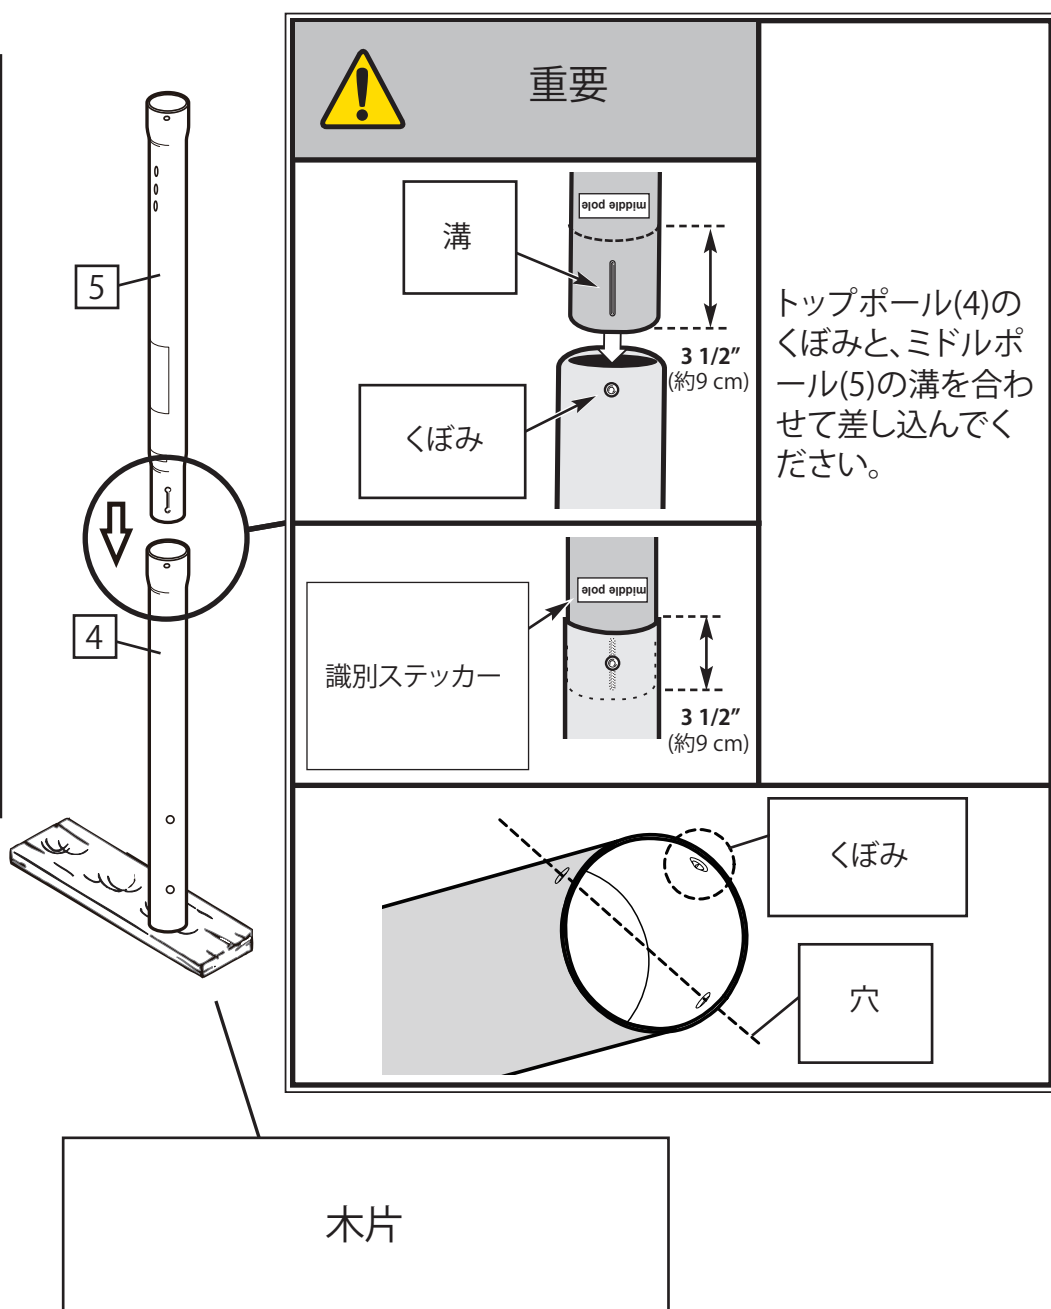 重要
溝
middle pole
3 1/2”
(約9 cm)
くぼみ
トップポール(4)の
くぼみと、ミドルポ
ール(5)の溝を合わ
せて差し込んでく
ださい。
5
4
middle pole
識別ステッカー
3 1/2”
(約9 cm)
くぼみ
穴
木片